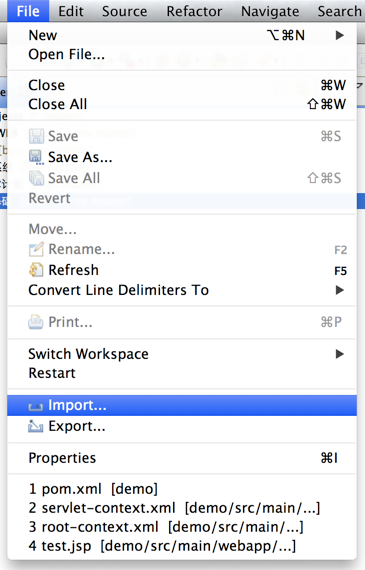 File Edit Source Refactor Navigate Search
New ⌥⌘N ▶
Open File...
Close ⌘W
Close All ⇧⌘W
Save ⌘S
Save As...
Save All ⇧⌘S
Revert
Move...
Rename... F2
Refresh F5
Convert Line Delimiters To ▶
Print... ⌘P
Switch Workspace ▶
Restart
Import...
Export...
Properties ⌘I
1 pom.xml [demo]
2 servlet-context.xml [demo/src/main/...]
3 root-context.xml [demo/src/main/...]
4 test.jsp [demo/src/main/webapp/...]